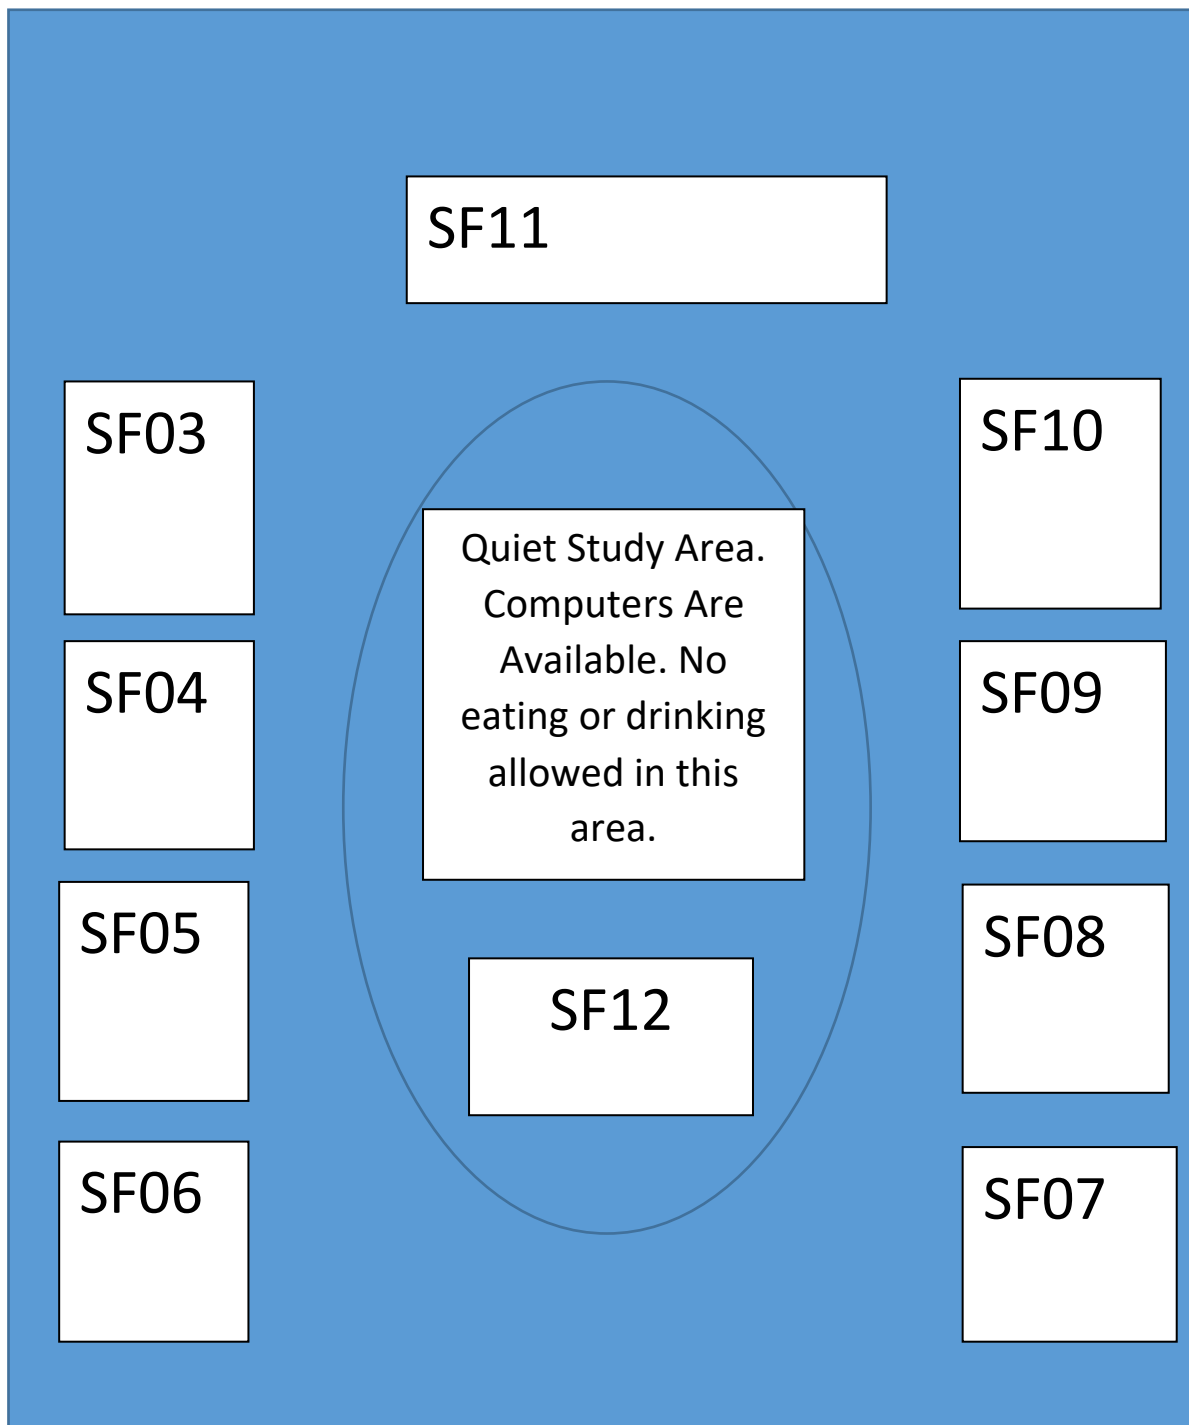 SF11
SF03
SF10
Quiet Study Area.
Computers Are
Available. No
eating or drinking
allowed in this
area.
SF04
SF09
SF05
SF08
SF12
SF06
SF07